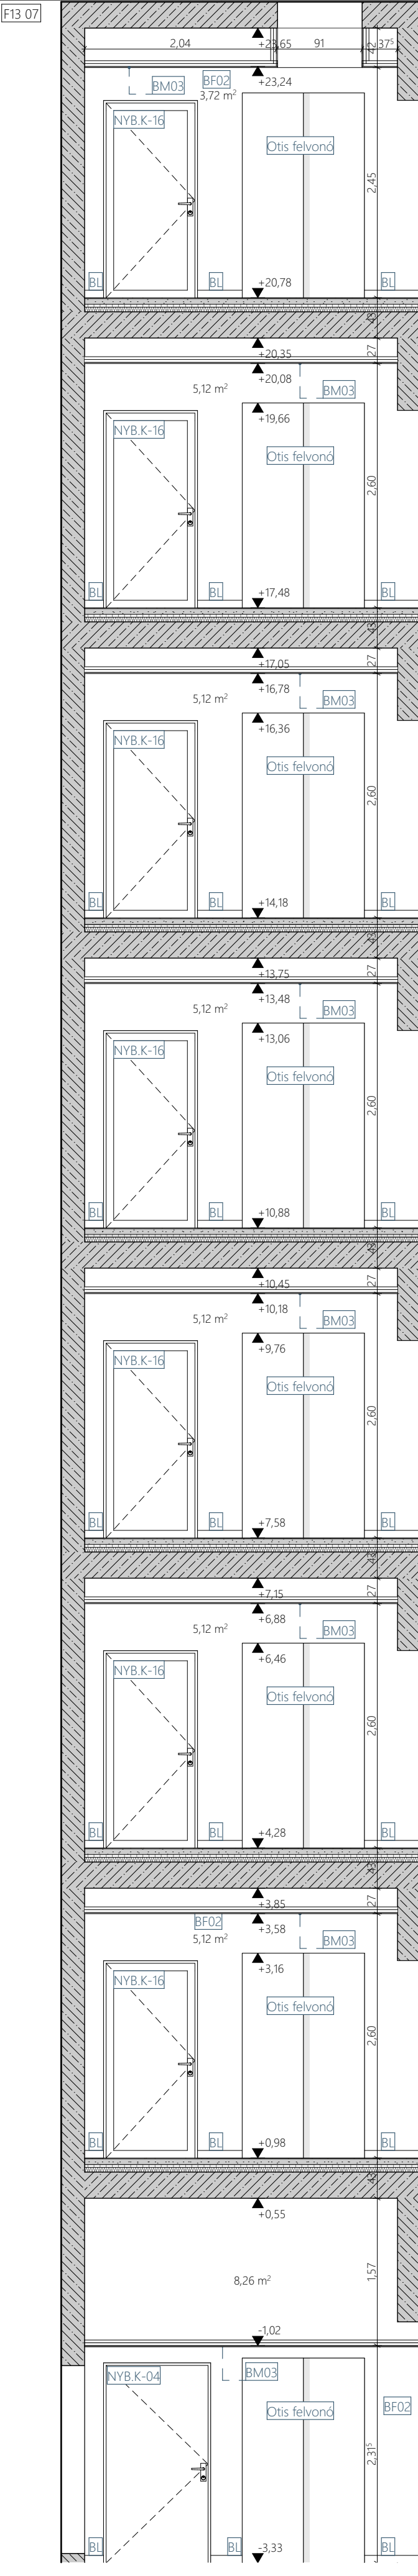 F13 07
2,04
+23,65
91
42
37⁵
BM03
BF02
+23,24
3,72 m²
NYB.K-16
Otis felvonó
2,45
BL
BL
+20,78
BL
43
+20,35
27
5,12 m²
+20,08
BM03
+19,66
NYB.K-16
Otis felvonó
2,60
BL
BL
+17,48
BL
43
+17,05
27
5,12 m²
+16,78
BM03
+16,36
NYB.K-16
Otis felvonó
2,60
BL
BL
+14,18
BL
43
+13,75
27
5,12 m²
+13,48
BM03
+13,06
NYB.K-16
Otis felvonó
2,60
BL
BL
+10,88
BL
43
+10,45
27
5,12 m²
+10,18
BM03
+9,76
NYB.K-16
Otis felvonó
2,60
BL
BL
+7,58
BL
43
+7,15
27
5,12 m²
+6,88
BM03
+6,46
NYB.K-16
Otis felvonó
2,60
BL
BL
+4,28
BL
43
+3,85
27
BF02
+3,58
5,12 m²
BM03
+3,16
NYB.K-16
Otis felvonó
2,60
BL
BL
+0,98
BL
43
+0,55
1,57
8,26 m²
-1,02
NYB.K-04
BM03
BF02
Otis felvonó
2,31⁵
BL
BL
-3,33
BL